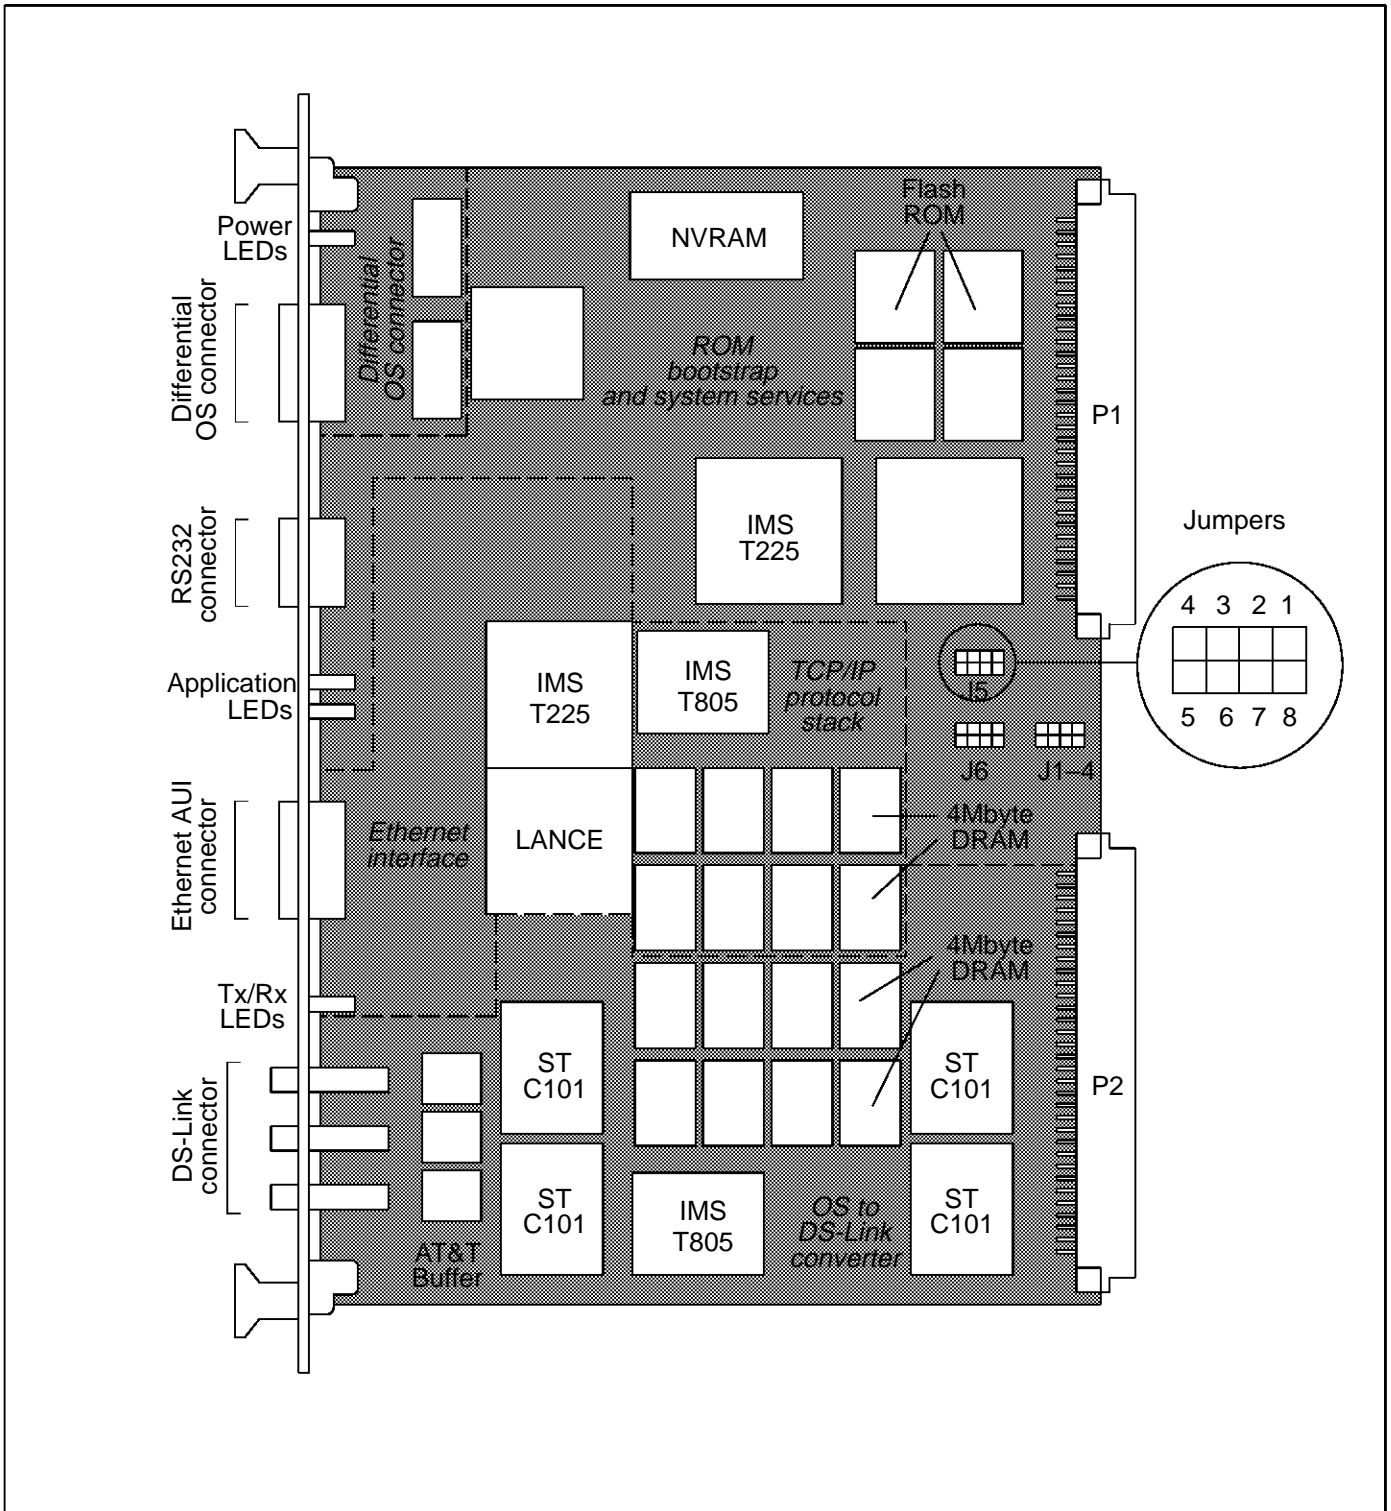 Flash
ROM
Power
LEDs
NVRAM
Differential
OS connector
Differential
OS connector
ROM
bootstrap
and system services
P1
RS232
connector
IMS
T225
Jumpers
4 3 2 1
5 6 7 8
Application
LEDs
IMS
T225
IMS
T805
TCP/IP
protocol
stack
J5
J6
J1–4
Ethernet AUI
connector
Ethernet
interface
LANCE
4Mbyte
DRAM
4Mbyte
DRAM
Tx/Rx
LEDs
DS-Link
connector
ST
C101
ST
C101
P2
ST
C101
IMS
T805
OS to
DS-Link
converter
ST
C101
AT&T
Buffer